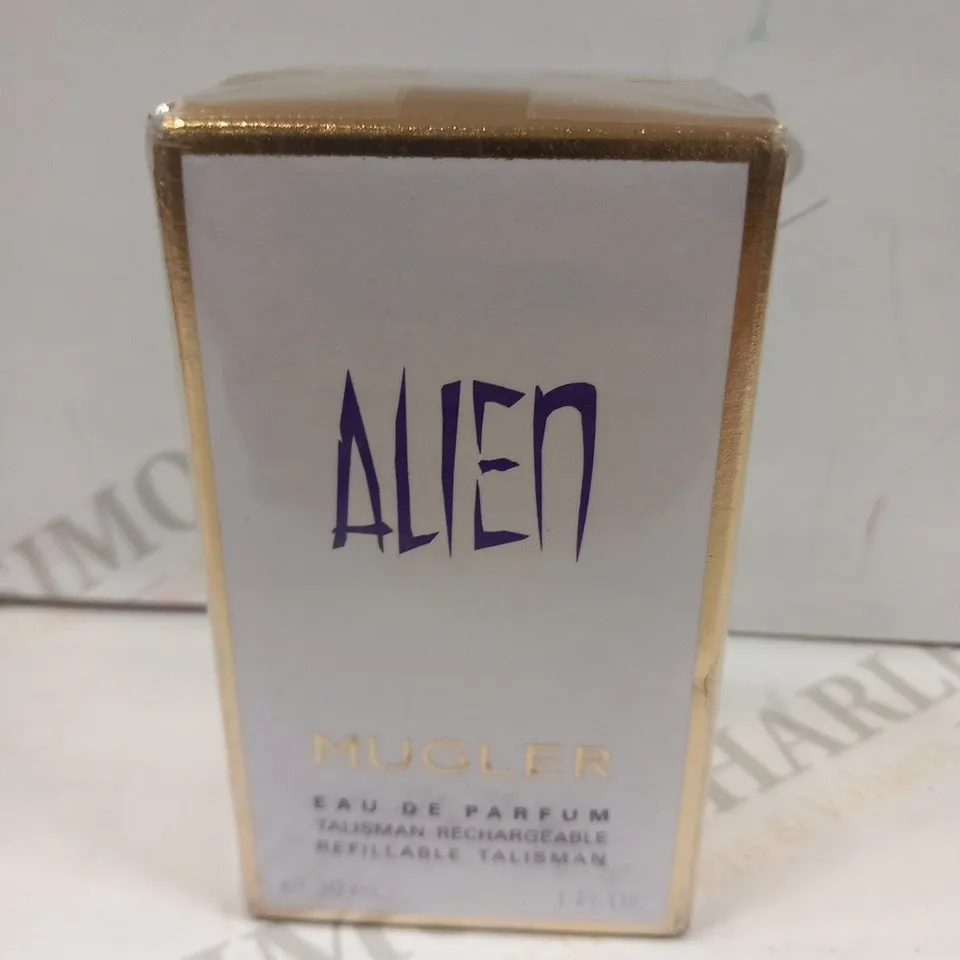 ALIEN
MUGLER
EAU DE PARFUM
TALISMAN RECHARGEABLE
REFILLABLE TALISMAN
30 mL
1 Fl Oz